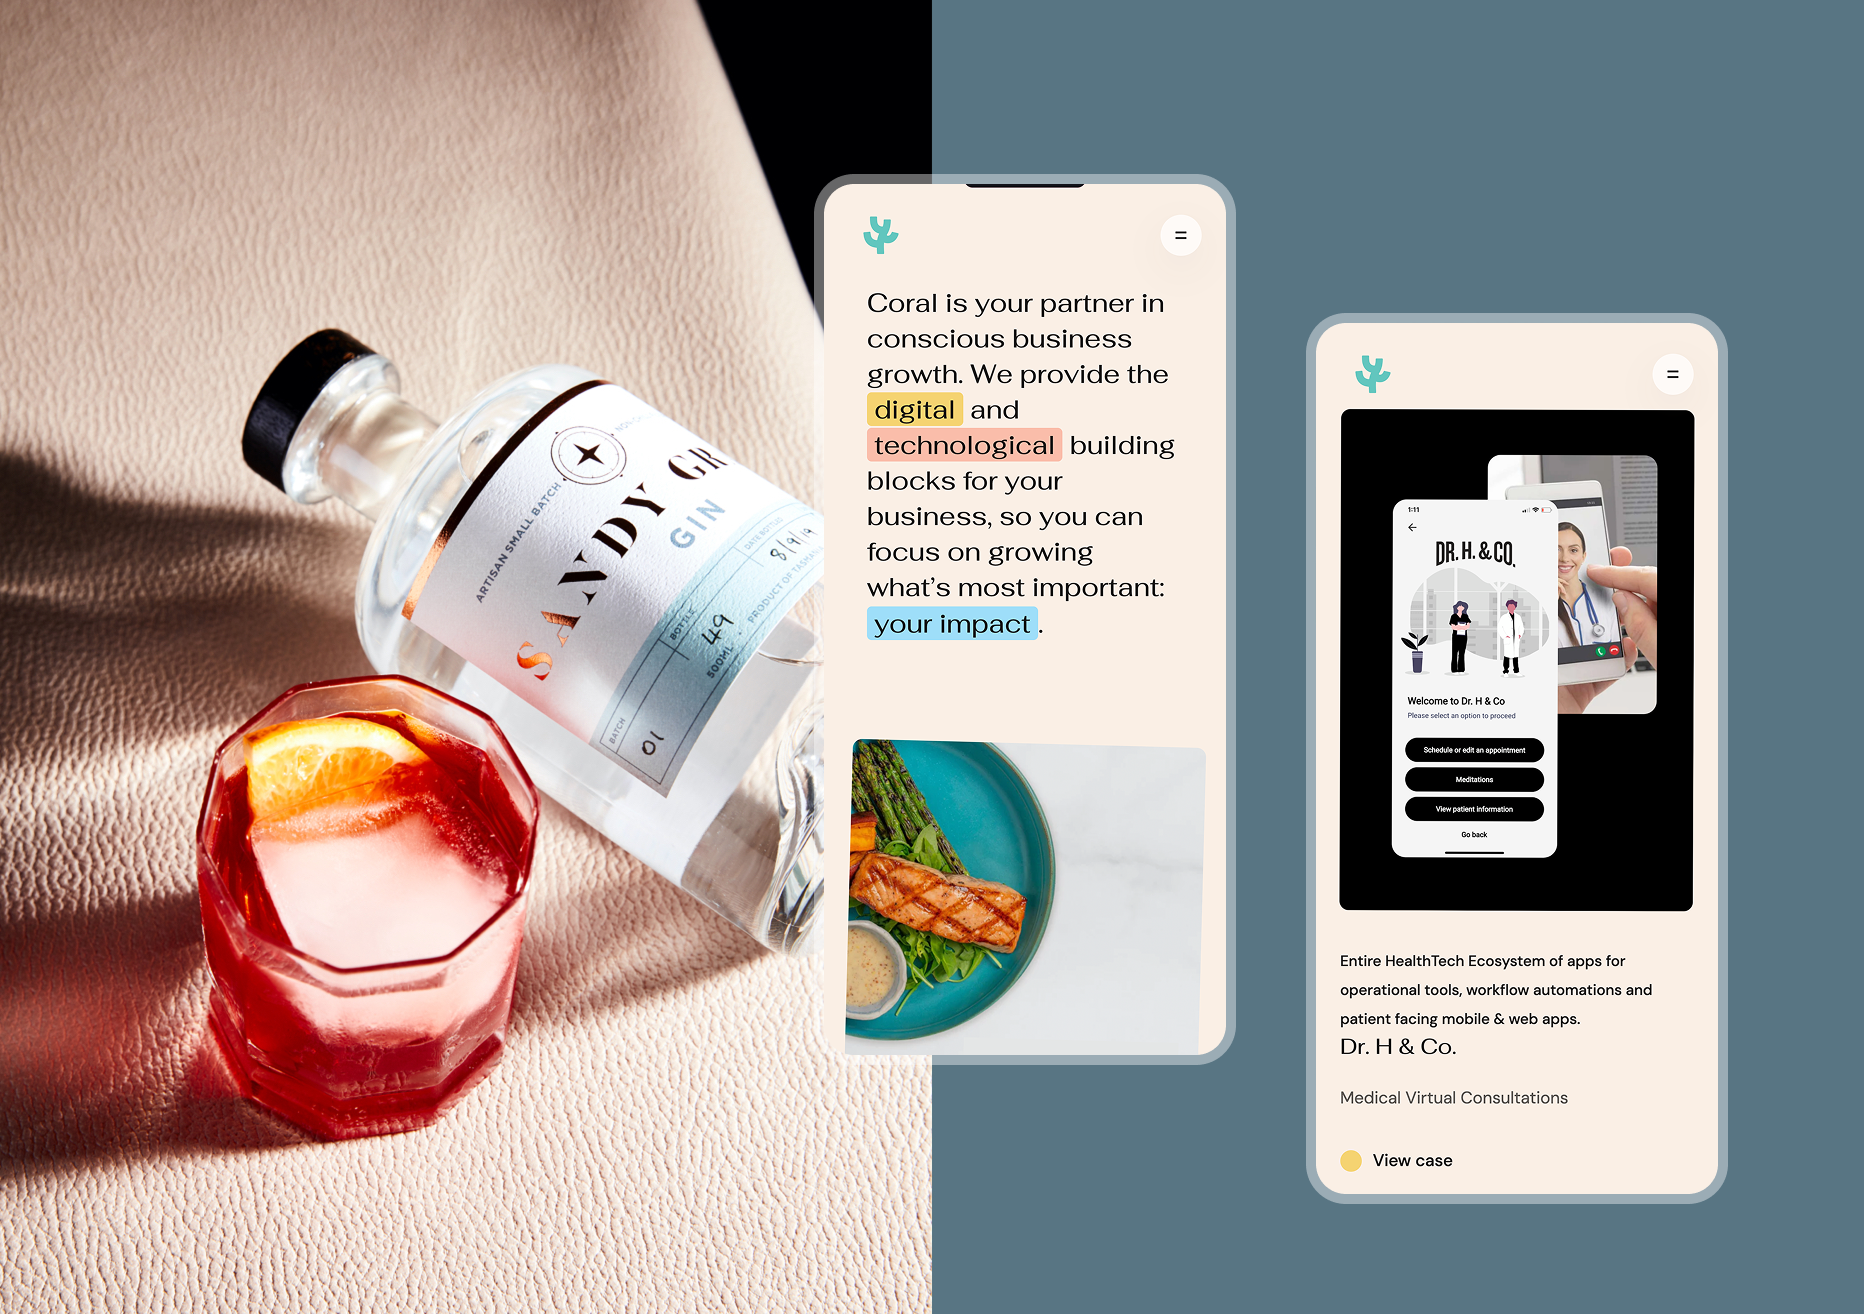 ARTISAN SMALL BATCH
SANDY GR
GIN
DATE BOTTLED
8/9/19
BOTTLE
49
500ML
PRODUCT OF TASMAN
BATCH
01
=
Coral is your partner in
conscious business
growth. We provide the
digital and
technological building
blocks for your
business, so you can
focus on growing
what’s most important:
your impact.
=
1:11
DR. H. & CO.
Welcome to Dr. H & Co
Please select an option to proceed
Schedule or edit an appointment
Meditations
View patient information
Go back
Entire HealthTech Ecosystem of apps for
operational tools, workflow automations and
patient facing mobile & web apps.
Dr. H & Co.
Medical Virtual Consultations
View case